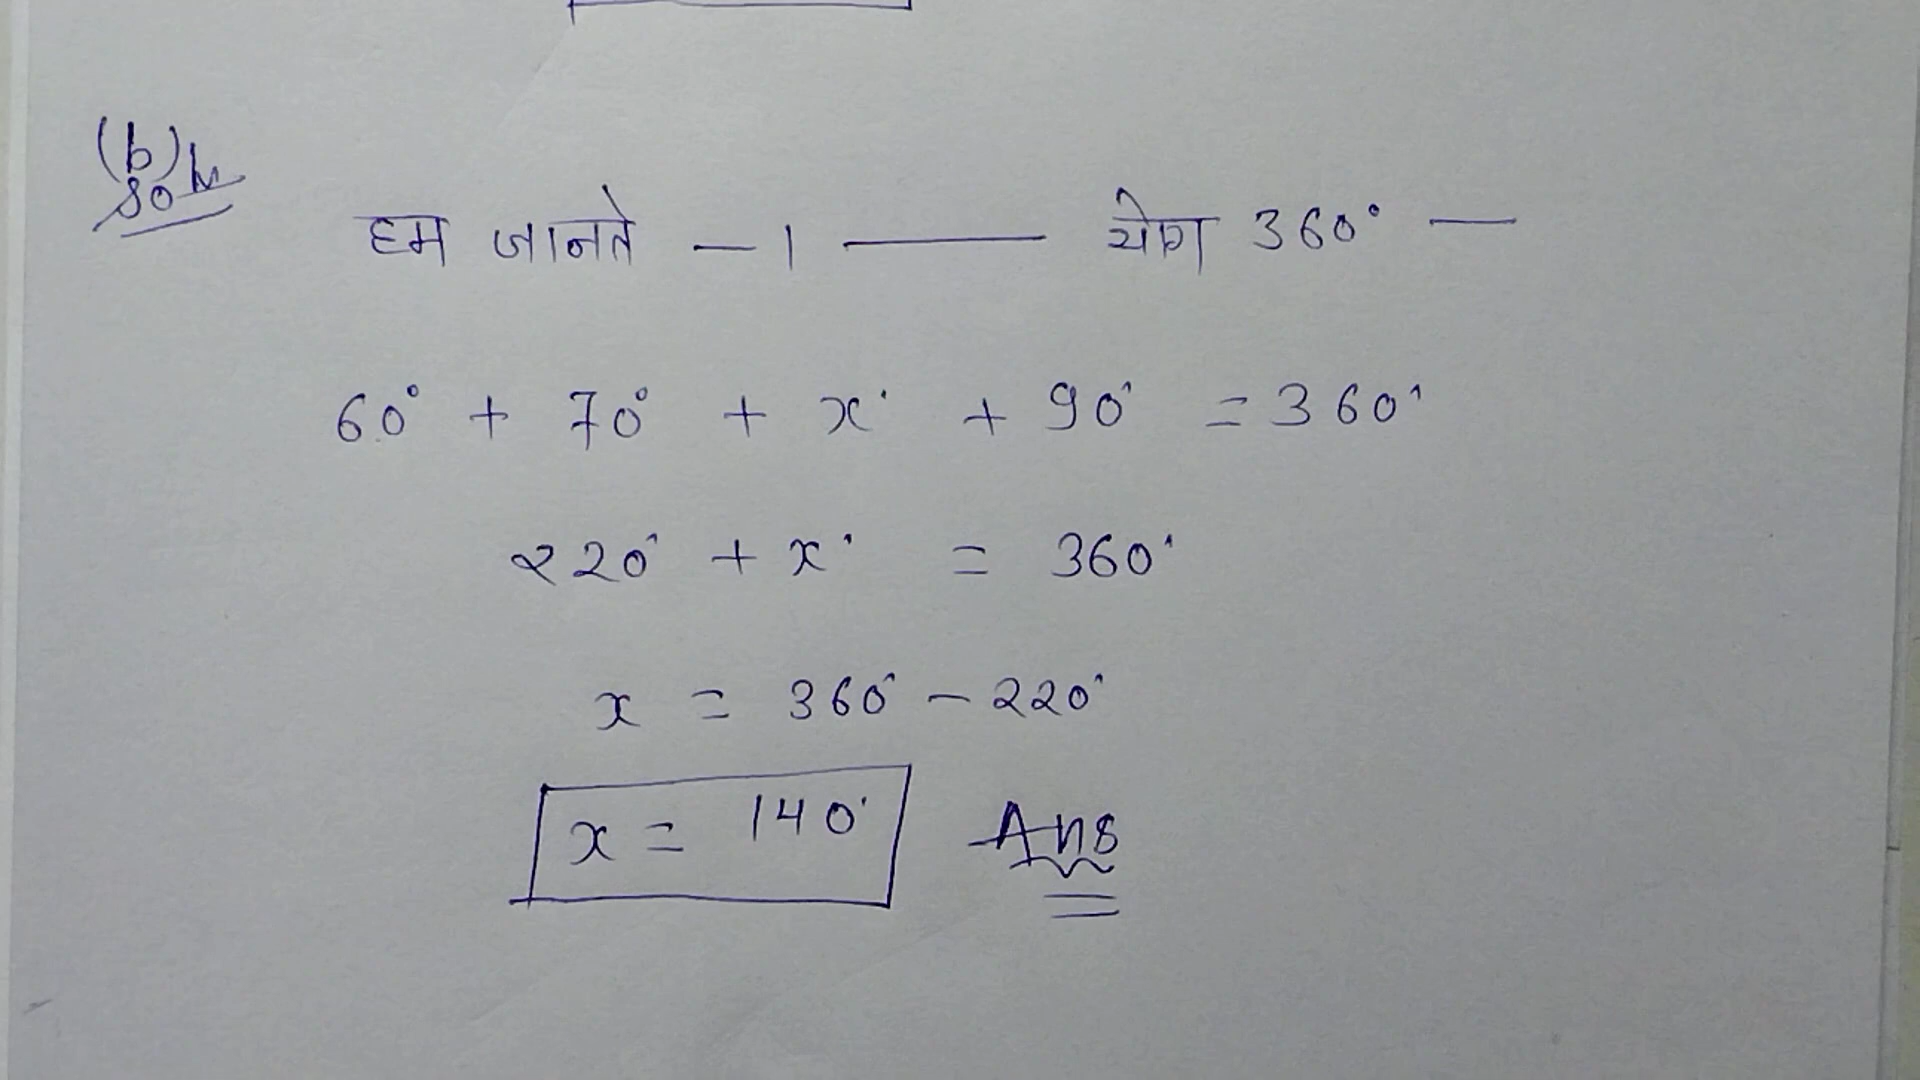 (b)
Soln
हम जानते — । ——— योग 360° —
60° + 70° + x° + 90° = 360°
220° + x° = 360°
x = 360° - 220°
x = 140° Ans